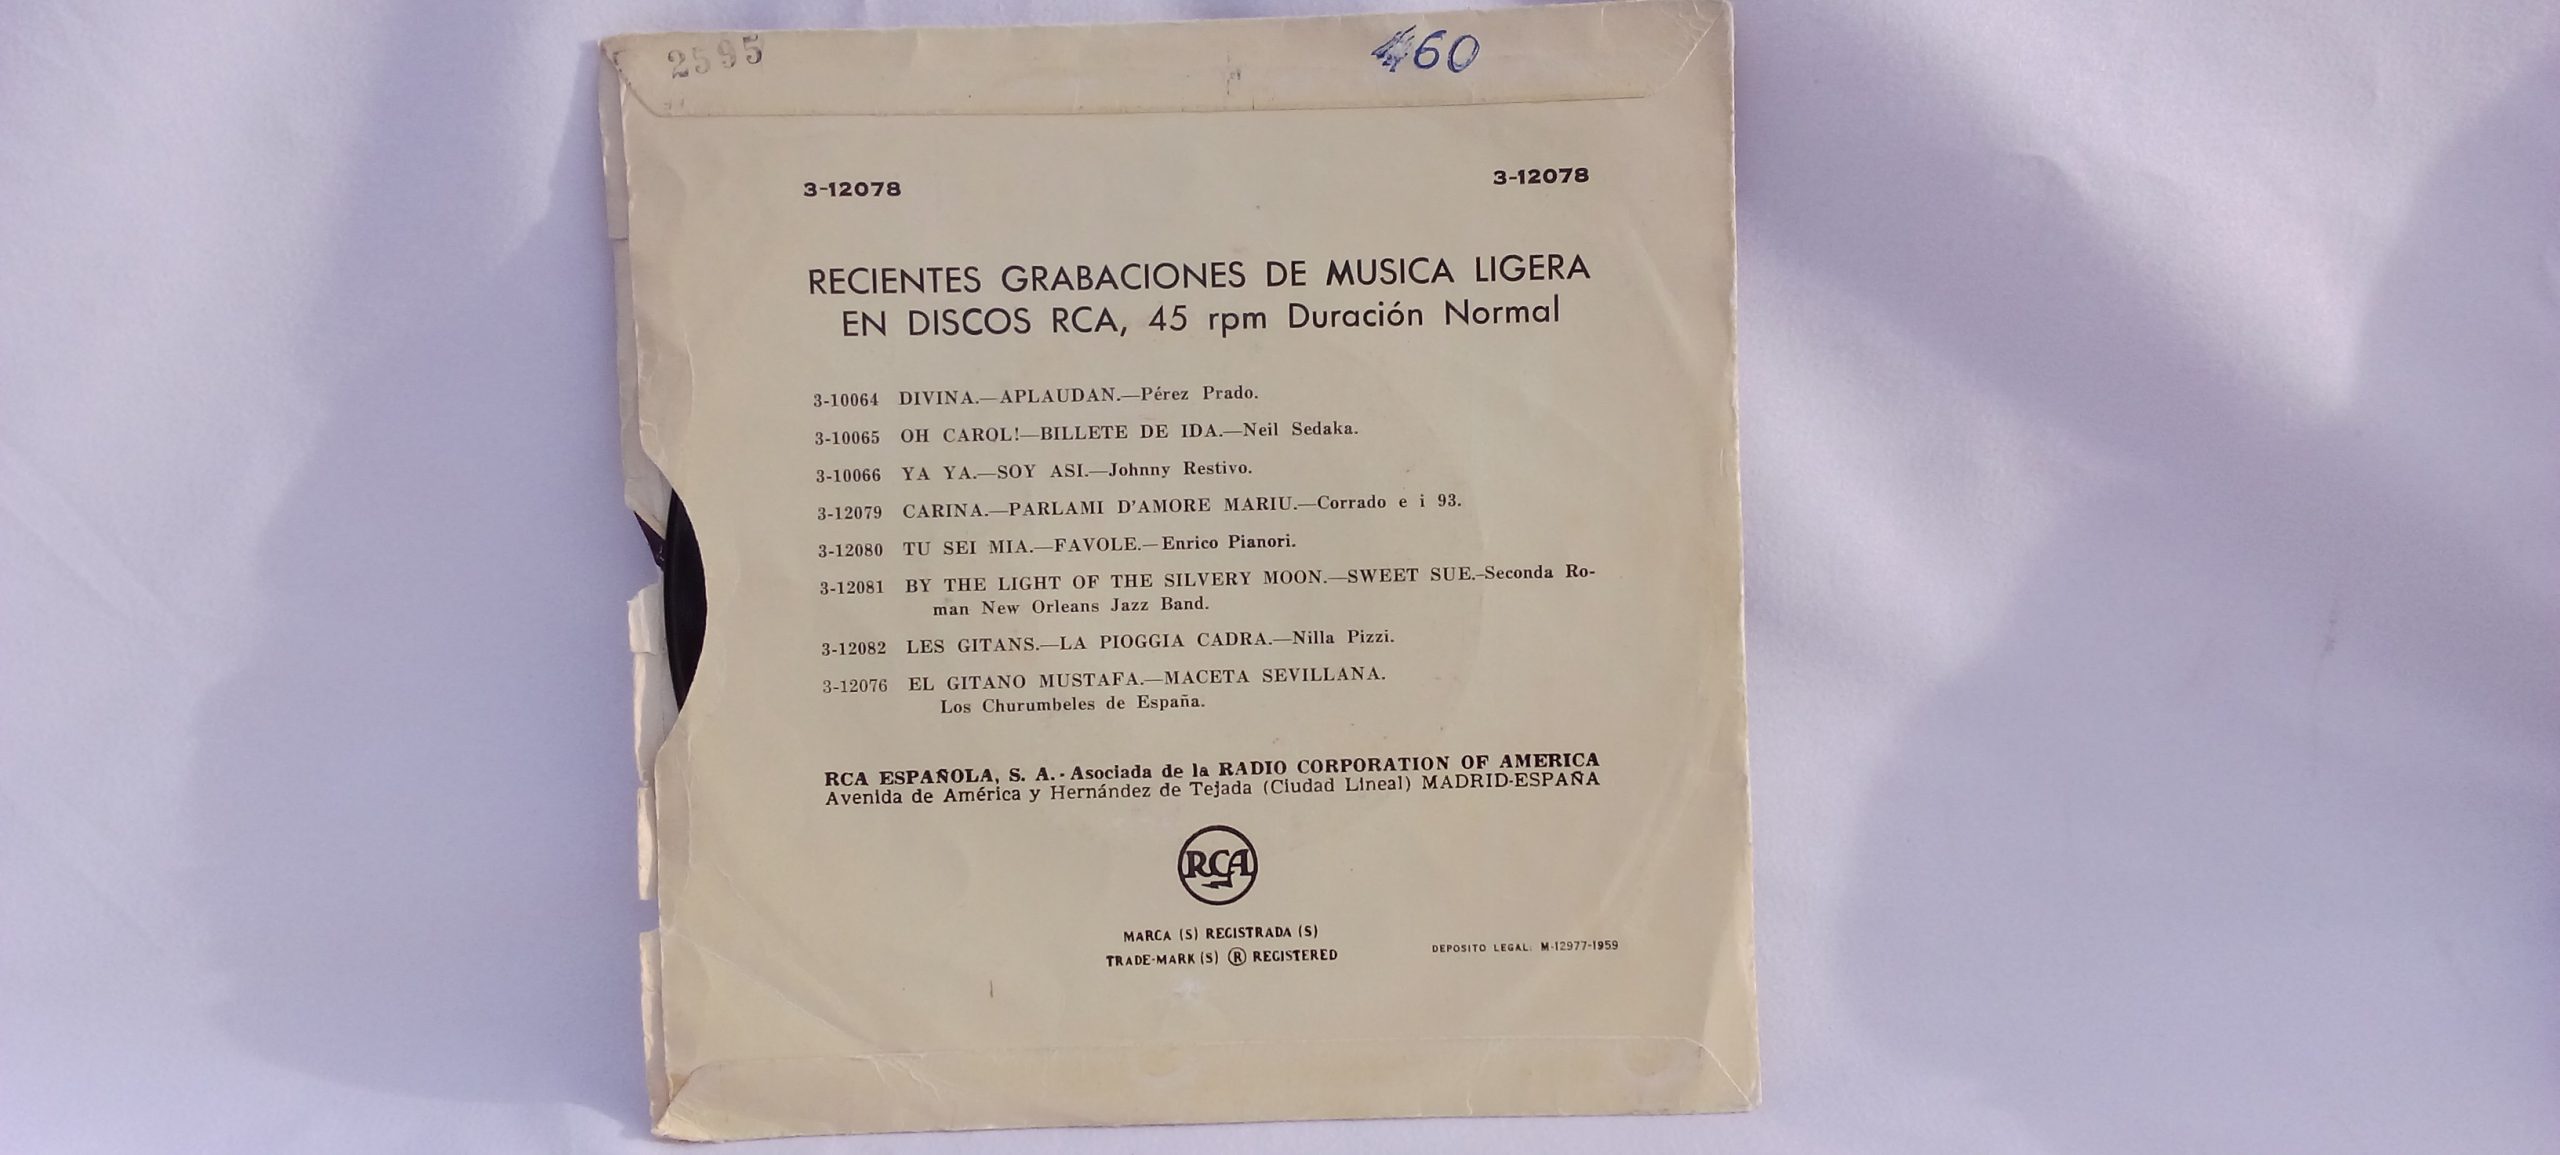 2595
460
3-12078 3-12078
RECIENTES GRABACIONES DE MUSICA LIGERA
EN DISCOS RCA, 45 rpm Duración Normal
3-10064 DIVINA.—APLAUDAN.—Pérez Prado.
3-10065 OH CAROL!—BILLETE DE IDA.—Neil Sedaka.
3-10066 YA YA.—SOY ASI.—Johnny Restivo.
3-12079 CARINA.—PARLAMI D'AMORE MARIU.—Corrado e i 93.
3-12080 TU SEI MIA.—FAVOLE.—Enrico Pianori.
3-12081 BY THE LIGHT OF THE SILVERY MOON.—SWEET SUE.-Seconda Ro-
man New Orleans Jazz Band.
3-12082 LES GITANS.—LA PIOGGIA CADRA.—Nilla Pizzi.
3-12076 EL GITANO MUSTAFA.—MACETA SEVILLANA.
Los Churumbeles de España.
RCA ESPAÑOLA, S. A. - Asociada de la RADIO CORPORATION OF AMERICA
Avenida de América y Hernández de Tejada (Ciudad Lineal) MADRID-ESPAÑA
RCA
MARCA (S) REGISTRADA (S)
TRADE-MARK (S) ® REGISTERED
DEPOSITO LEGAL: M-12977-1959